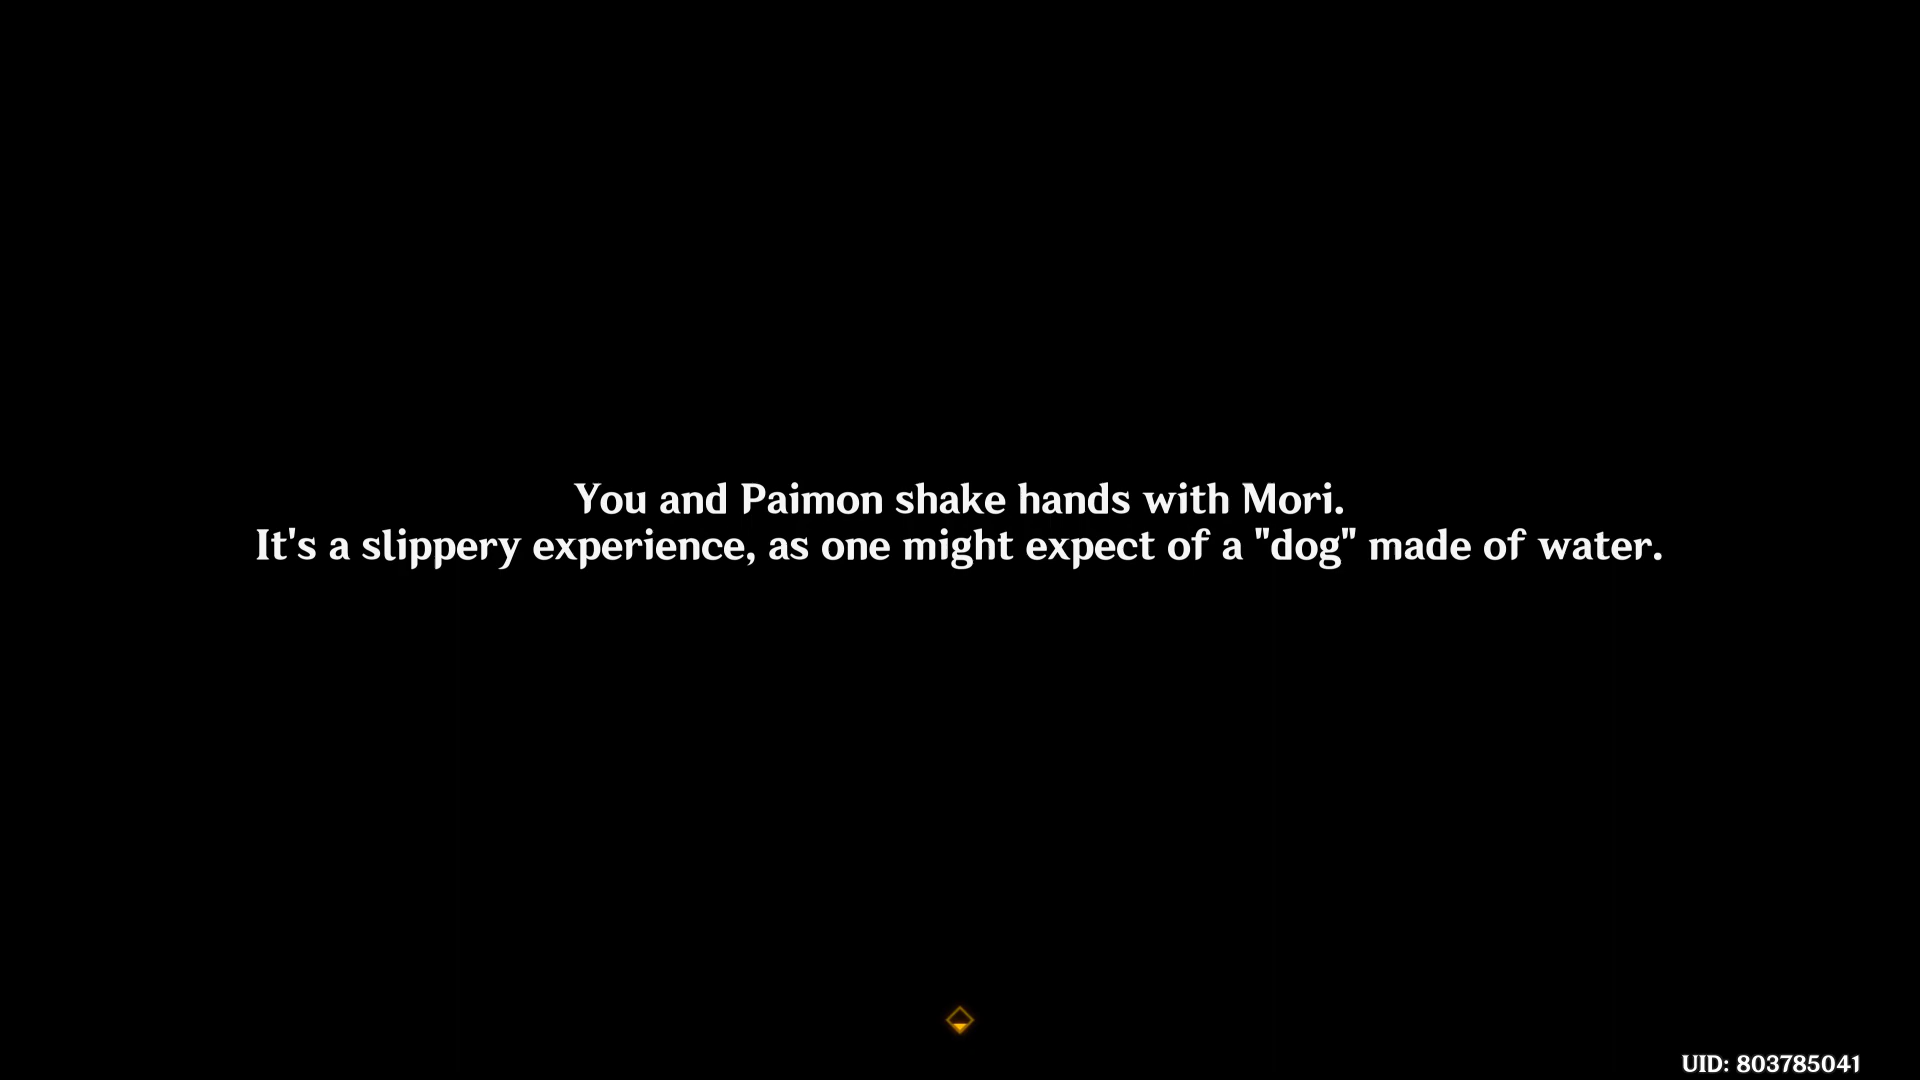 You and Paimon shake hands with Mori.
It's a slippery experience, as one might expect of a "dog" made of water.
UID: 803785041